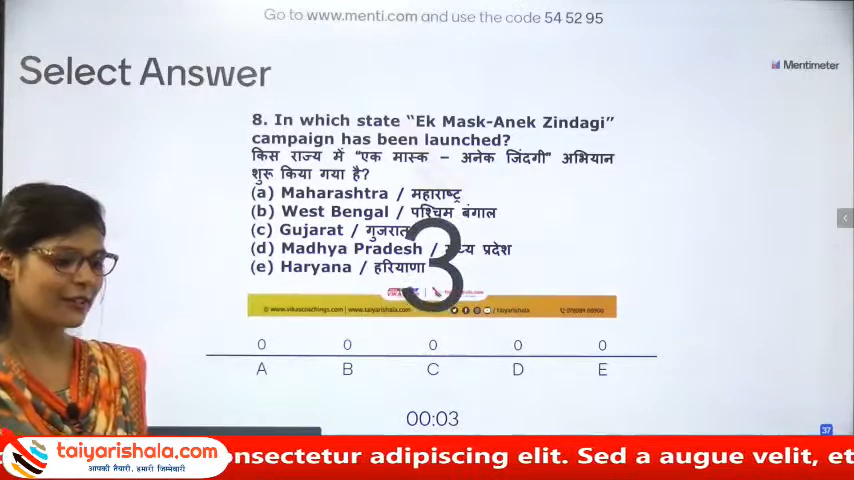 Go to www.menti.com and use the code 54 52 95
Select Answer
Mentimeter
8. In which state “Ek Mask-Anek Zindagi”
campaign has been launched?
किस राज्य में "एक मास्क – अनेक जिंदगी" अभियान
शुरू किया गया है?
(a) Maharashtra / महाराष्ट्र
(b) West Bengal / पश्चिम बंगाल
(c) Gujarat / गुजरात
(d) Madhya Pradesh / मध्य प्रदेश
(e) Haryana / हरियाणा
3
© www.vikascoachings.com | www.taiyarishala.com
/taiyarishala
0 0 0 0 0
A B C D E
00:03
37
taiyarishala.com
आपकी तैयारी, हमारी जिम्मेवारी
onsectetur adipiscing elit. Sed a augue velit, et